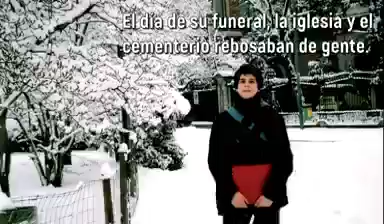 El día de su funeral, la iglesia y el
cementerio rebosaban de gente.